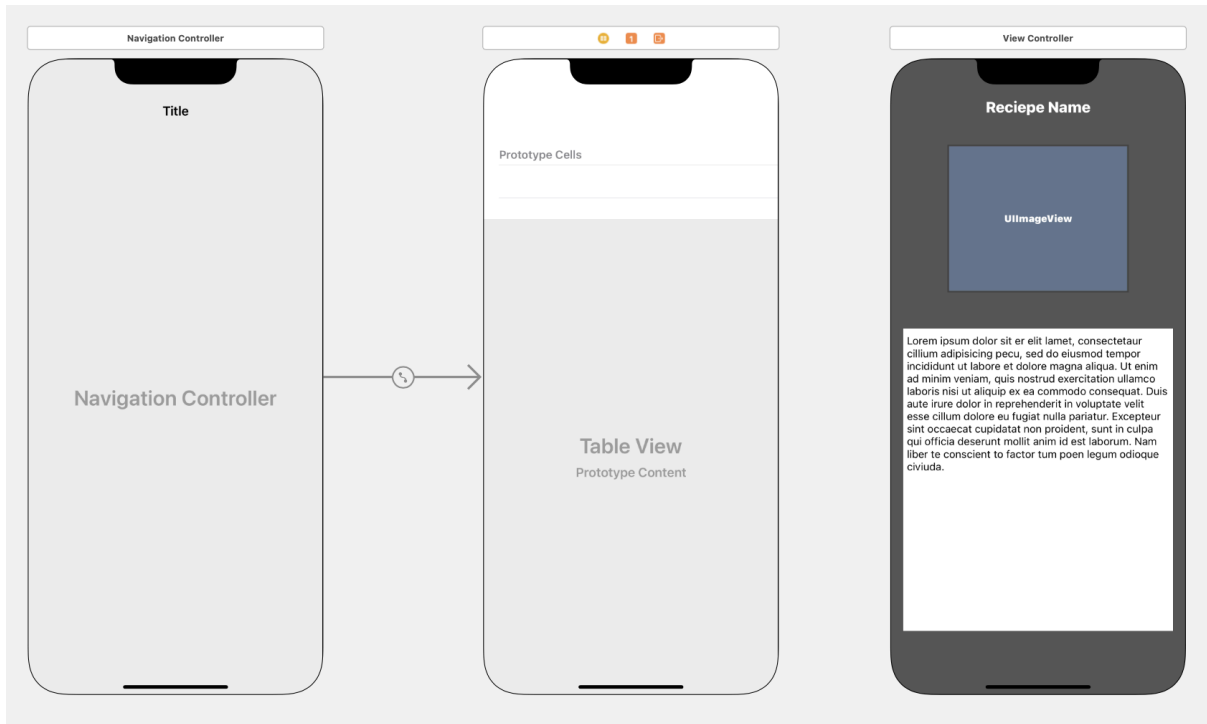 Navigation Controller
1
View Controller
Title
Reciepe Name
Prototype Cells
UIImageView
Navigation Controller
Table View
Prototype Content
Lorem ipsum dolor sit er elit lamet, consectetaur
cillium adipisicing pecu, sed do eiusmod tempor
incididunt ut labore et dolore magna aliqua. Ut enim
ad minim veniam, quis nostrud exercitation ullamco
laboris nisi ut aliquip ex ea commodo consequat. Duis
aute irure dolor in reprehenderit in voluptate velit
esse cillum dolore eu fugiat nulla pariatur. Excepteur
sint occaecat cupidatat non proident, sunt in culpa
qui officia deserunt mollit anim id est laborum. Nam
liber te conscient to factor tum poen legum odioque
civiuda.